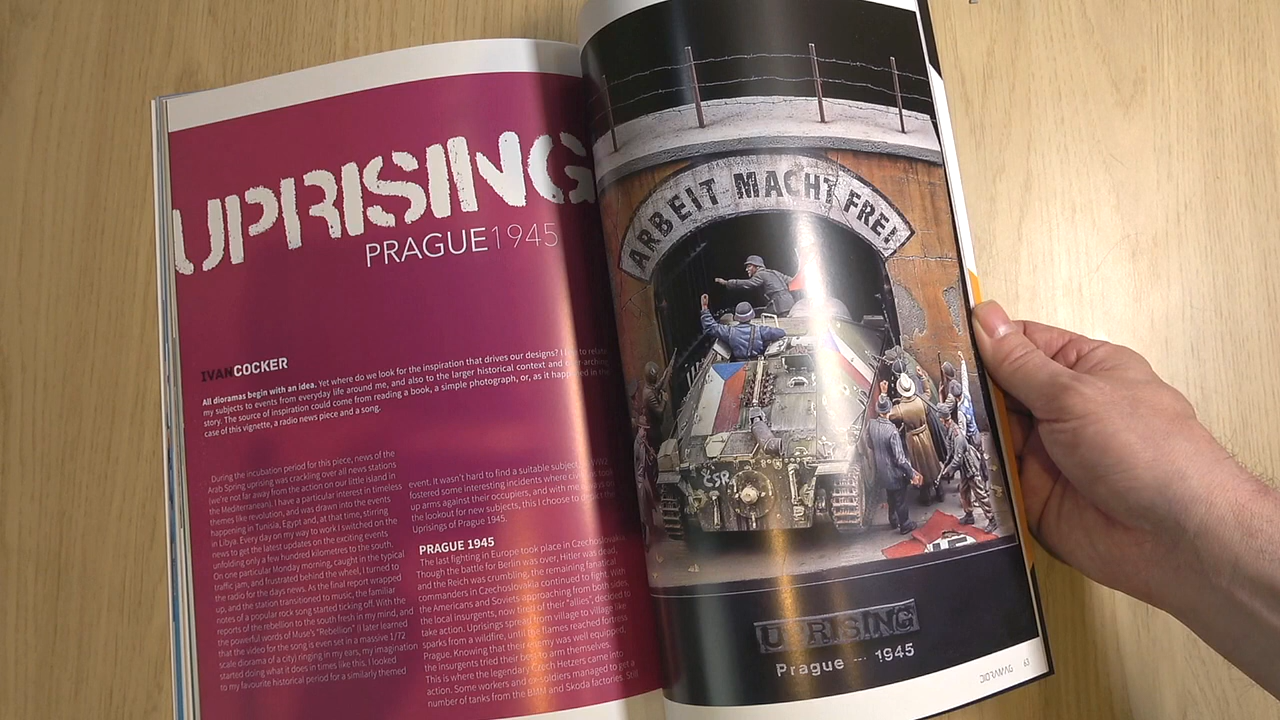 UPRISING
PRAGUE1945
IVANCOCKER
All dioramas begin with an idea. Yet where do we look for the inspiration that drives our designs? I to relate
my subjects to events from everyday life around me, and also to the larger historical context and
story. The source of inspiration could come from reading a book, a simple photograph, or, as it happened in the
case of this vignette, a radio news piece and a song.
During the incubation period for this piece, news of the
Arab Spring uprising was crackling over all news stations
(we're not far away from the action on our little island in
the Mediterranean). I have a particular interest in timeless
themes like revolution, and was drawn into the events
happening in Tunisia, Egypt and, at that time, stirring
in Libya. Every day on my way to work I switched on the
news to get the latest updates on the exciting events
unfolding only a few hundred kilometres to the south.
On one particular Monday morning, caught in the typical
traffic jam, and frustrated behind the wheel, I turned to
the radio for the days news. As the final report wrapped
up, and the station transitioned to music, the familiar
notes of a popular rock song started ticking off. With the
reports of the rebellion to the south fresh in my mind, and
the powerful words of Muse's "Rebellion" (I later learned
that the video for the song is even set in a massive 1/72
scale diorama of a city) ringing in my ears, my imagination
started doing what it does in times like this, I looked
to my favourite historical period for a similarly themed
event. It wasn't hard to find a suitable subject,
fostered some interesting incidents where took
up arms against their occupiers, and with me on
the lookout for new subjects, this I choose to depict the
Uprisings of Prague 1945.
PRAGUE 1945
The last fighting in Europe took place in Czechoslovakia.
Though the battle for Berlin was over, Hitler was dead,
and the Reich was crumbling, the remaining fanatical
commanders in Czechoslovakia continued to fight. With
the Americans and Soviets approaching from both sides,
the local insurgents, now tired of their "allies", decided to
take action. Uprisings spread from village to village like
sparks from a wildfire, until the flames reached fortress
Prague. Knowing that their enemy was well equipped,
the insurgents tried their best to arm themselves.
This is where the legendary Czech Hetzers came into
action. Some workers and ex-soldiers managed to get a
number of tanks from the BMM and Skoda factories. Still
ARBEIT MACHT FREI
ČSR
UPRISING
Prague -- 1945
DIORAMAG 63